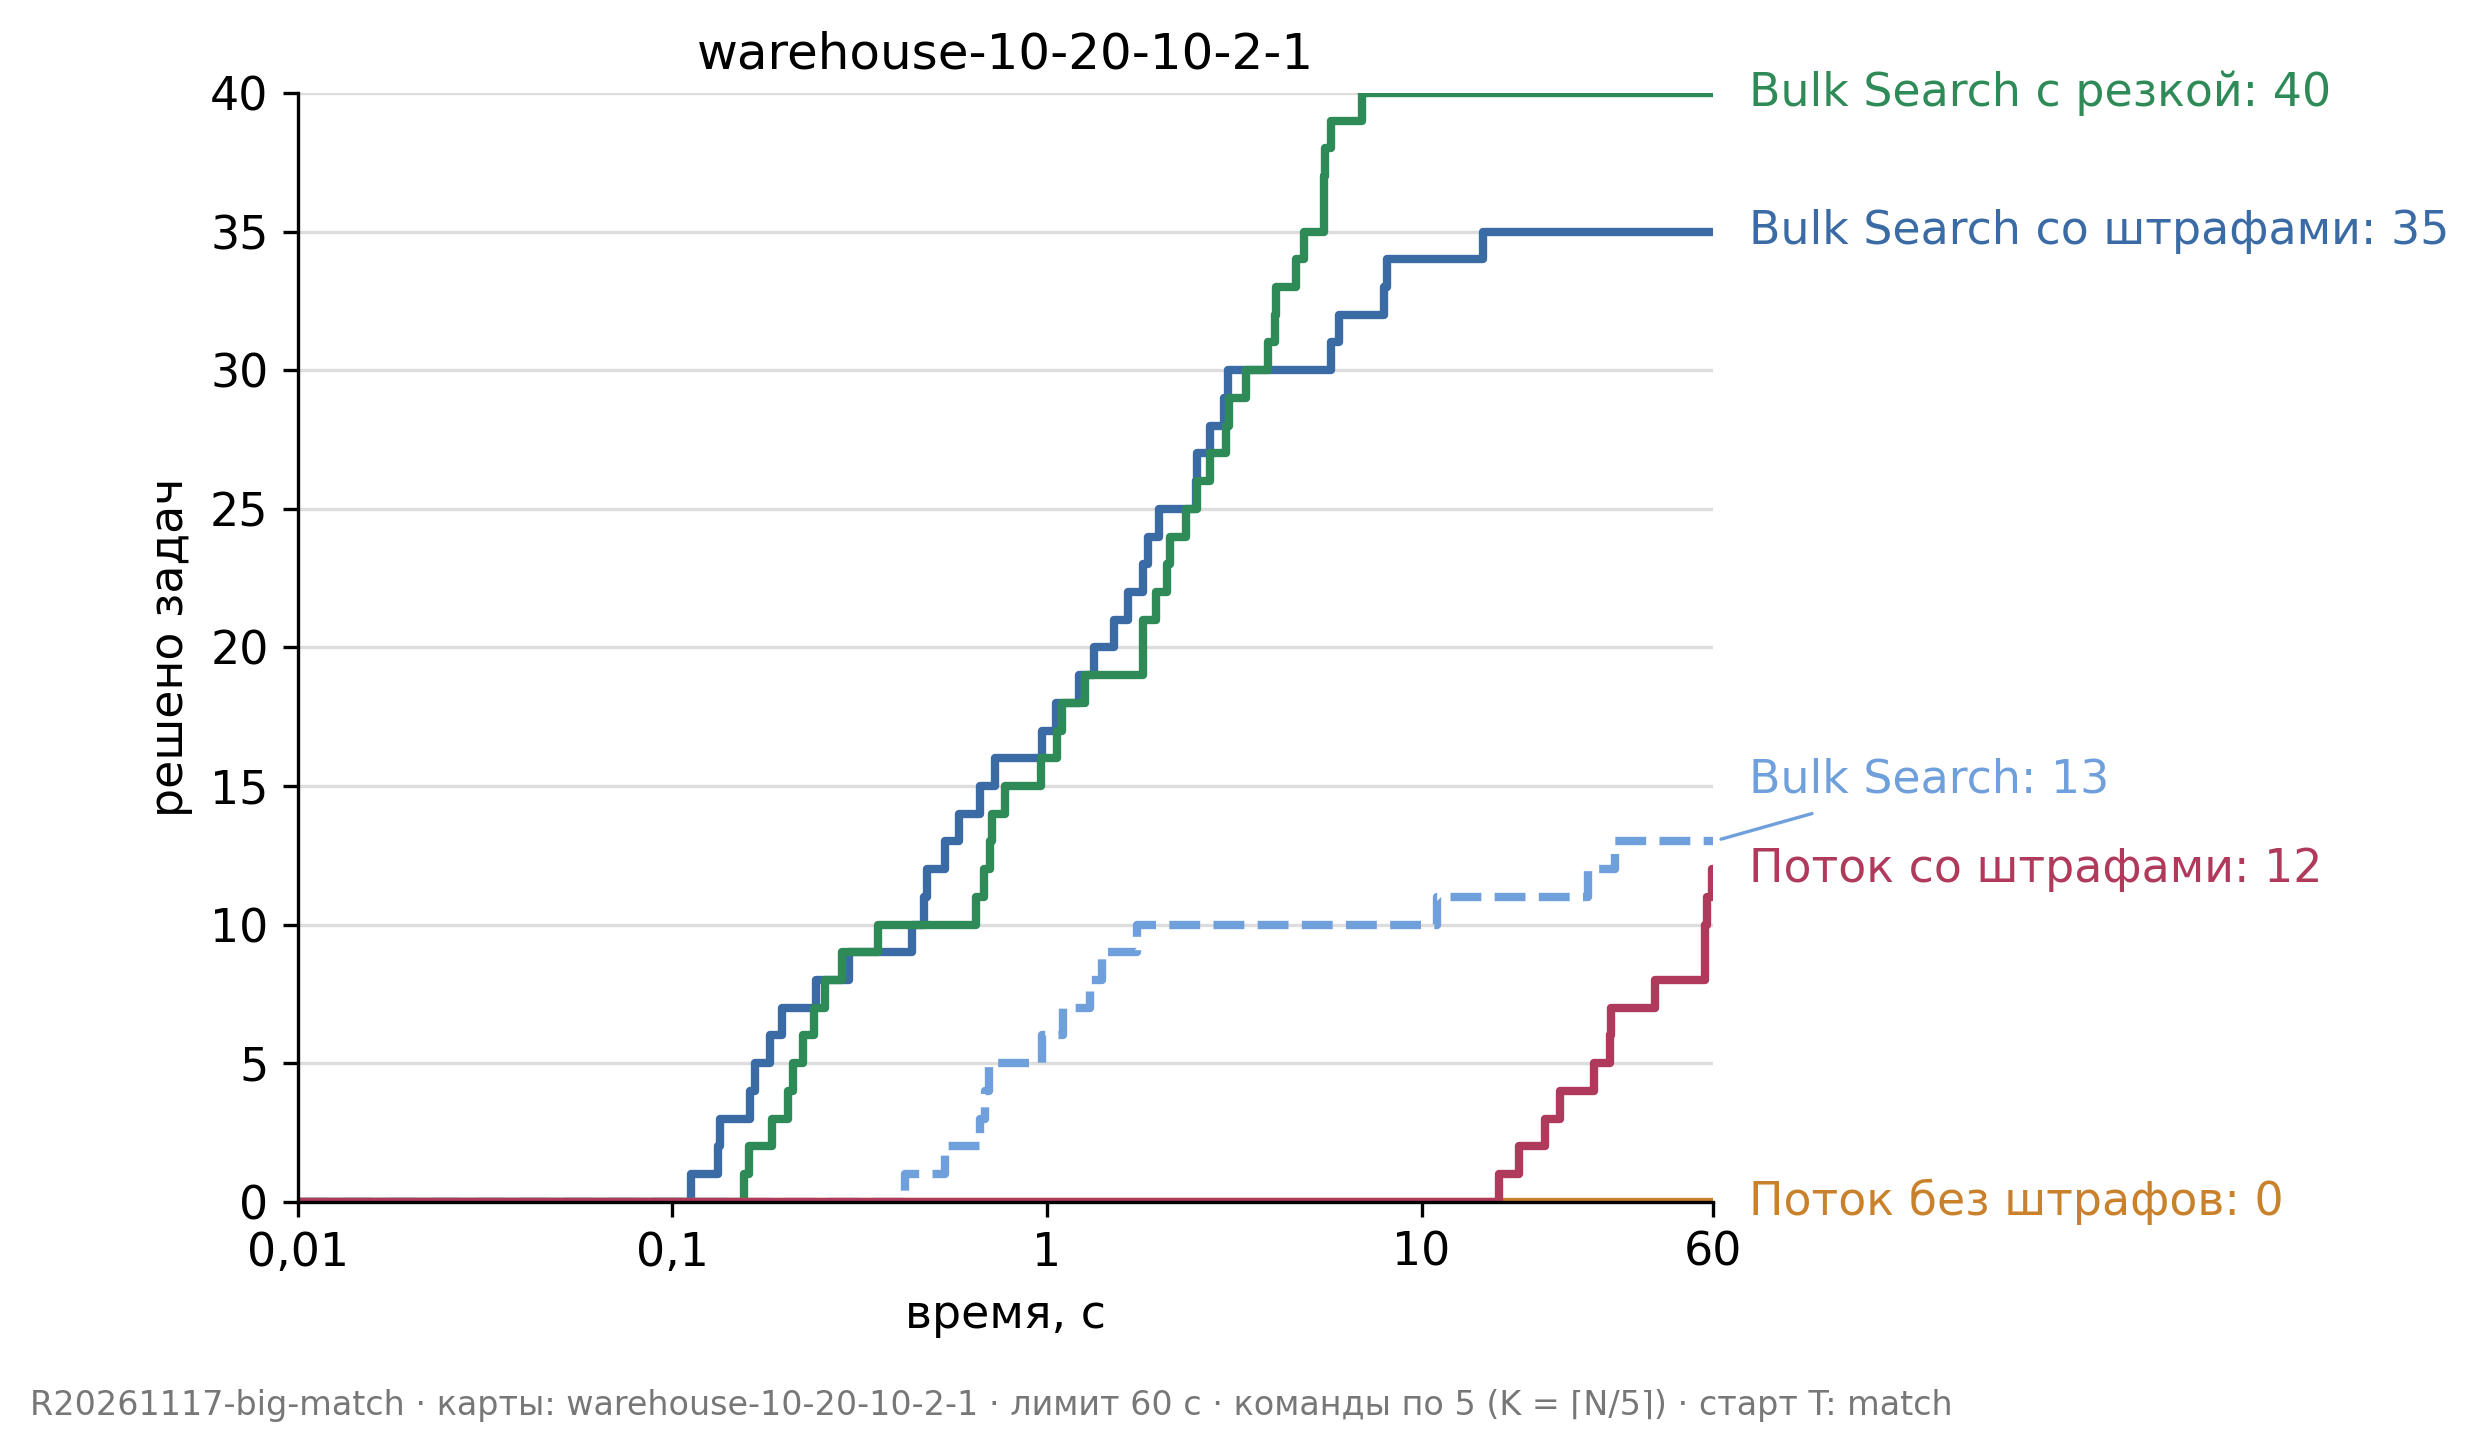 warehouse-10-20-10-2-1
40
35
30
25
20
15
10
5
0
решено задач
0,01
0,1
1
10
60
время, с
Bulk Search с резкой: 40
Bulk Search со штрафами: 35
Bulk Search: 13
Поток со штрафами: 12
Поток без штрафов: 0
R20261117-big-match · карты: warehouse-10-20-10-2-1 · лимит 60 с · команды по 5 (K = ⌈N/5⌉) · старт T: match